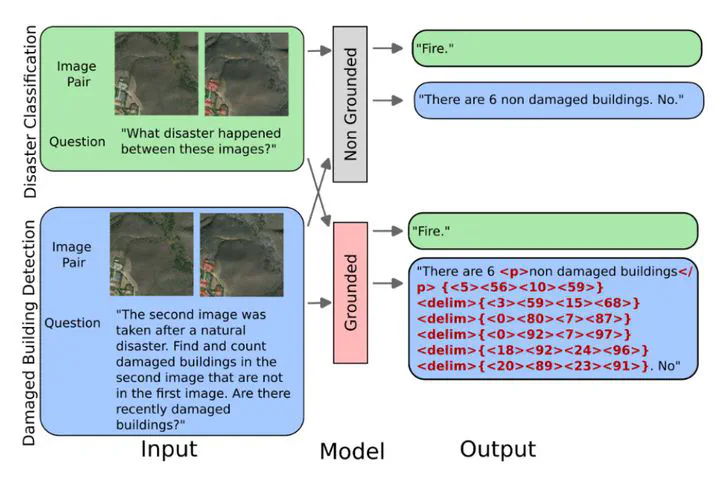 Disaster Classification
Image
Pair
Question
"What disaster happened
between these images?"
Non Grounded
"Fire."
"There are 6 non damaged buildings. No."
Damaged Building Detection
Image
Pair
Question
"The second image was
taken after a natural
disaster. Find and count
damaged buildings in the
second image that are not
in the first image. Are there
recently damaged
buildings?"
Grounded
"Fire."
"There are 6 <p>non damaged buildings</
p> {<5><56><10><59>}
<delim>{<3><59><15><68>}
<delim>{<0><80><7><87>}
<delim>{<0><92><7><97>}
<delim>{<18><92><24><96>}
<delim>{<20><89><23><91>}. No"
Input
Model
Output